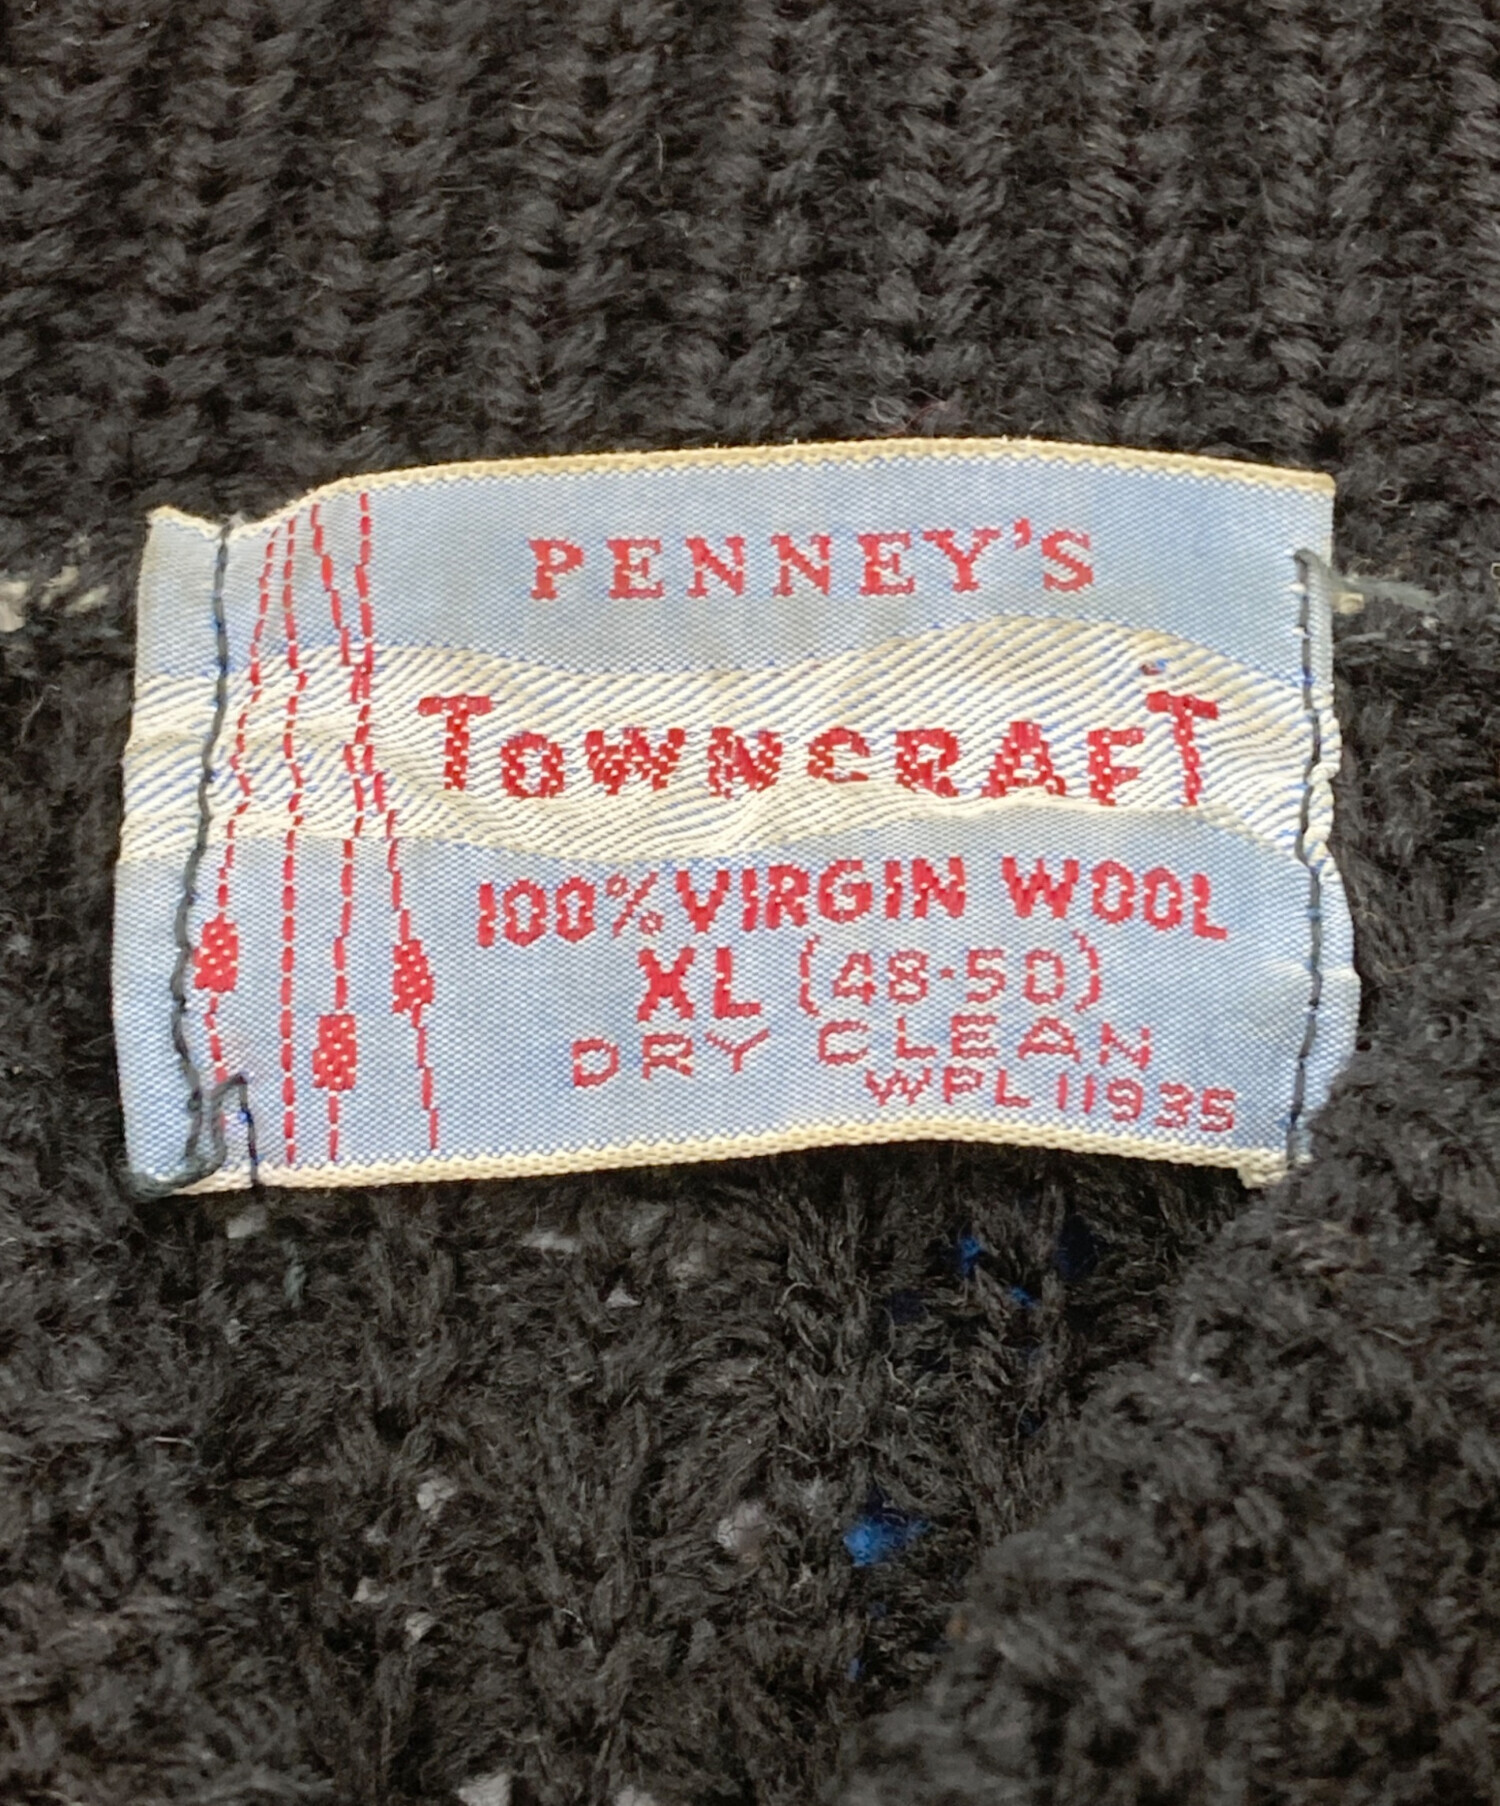 PENNEY'S
TOWNCRAFT
100% VIRGIN WOOL
XL (48-50)
DRY CLEAN
WPL 11935